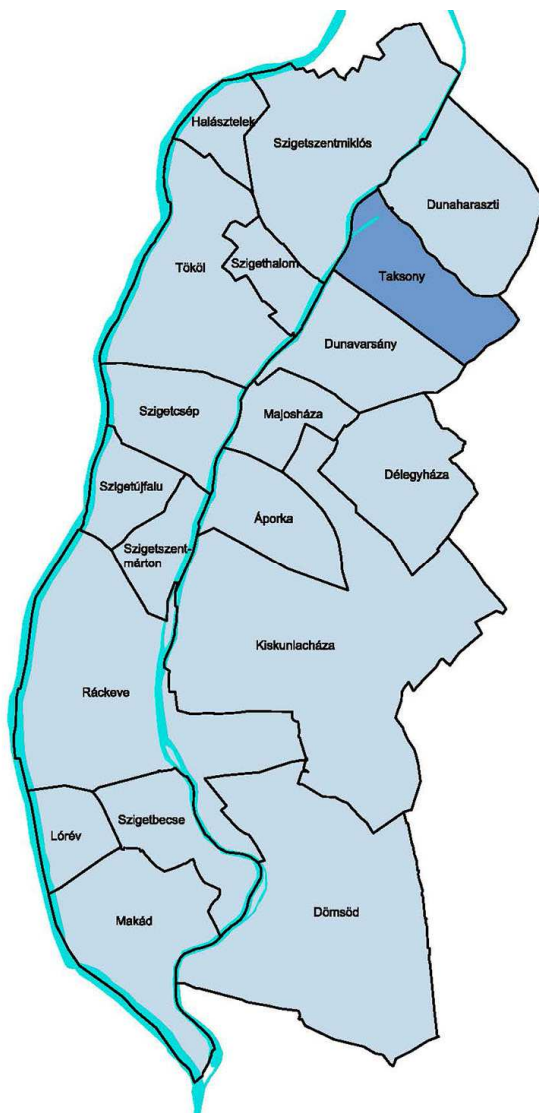 Halásztelek
Szigetszentmiklós
Dunaharaszti
Tököl
Szigethalom
Taksony
Dunavarsány
Szigetcsép
Majosháza
Szigetújfalu
Délegyháza
Áporka
Szigetszent-
márton
Kiskunlacháza
Ráckeve
Szigetbecse
Lórév
Makád
Dömsöd